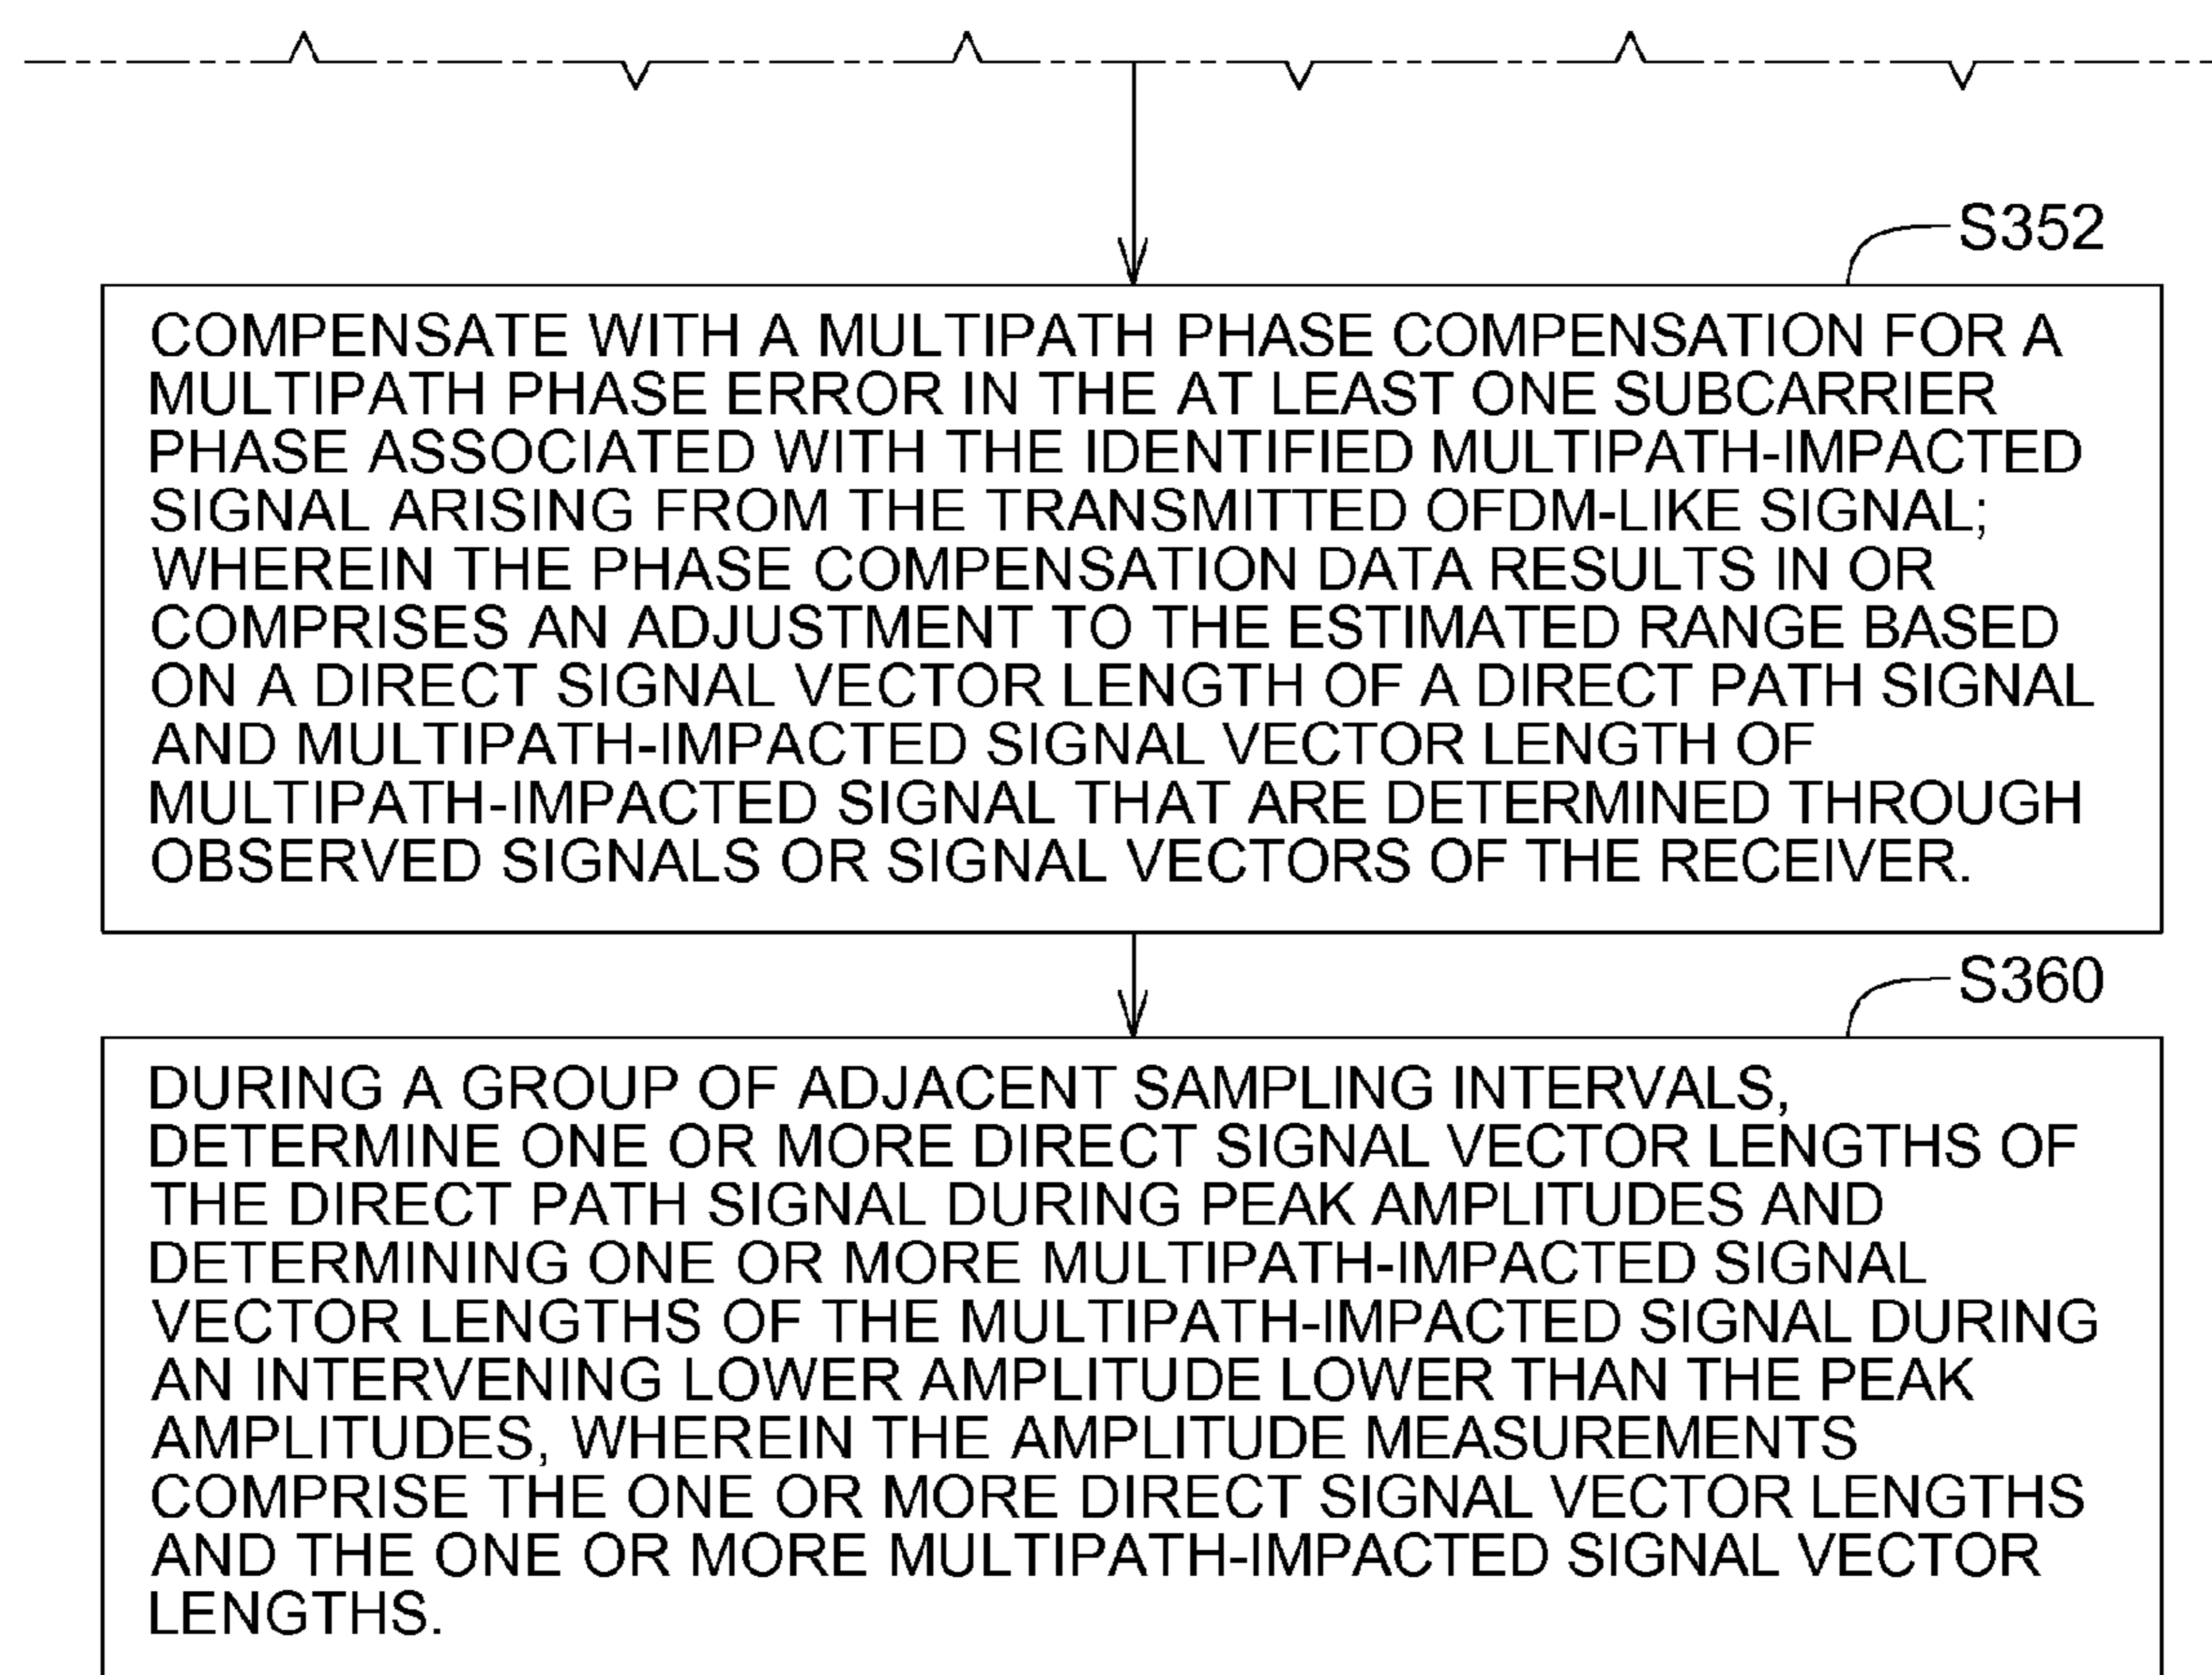 S352
COMPENSATE WITH A MULTIPATH PHASE COMPENSATION FOR A
MULTIPATH PHASE ERROR IN THE AT LEAST ONE SUBCARRIER
PHASE ASSOCIATED WITH THE IDENTIFIED MULTIPATH-IMPACTED
SIGNAL ARISING FROM THE TRANSMITTED OFDM-LIKE SIGNAL;
WHEREIN THE PHASE COMPENSATION DATA RESULTS IN OR
COMPRISES AN ADJUSTMENT TO THE ESTIMATED RANGE BASED
ON A DIRECT SIGNAL VECTOR LENGTH OF A DIRECT PATH SIGNAL
AND MULTIPATH-IMPACTED SIGNAL VECTOR LENGTH OF
MULTIPATH-IMPACTED SIGNAL THAT ARE DETERMINED THROUGH
OBSERVED SIGNALS OR SIGNAL VECTORS OF THE RECEIVER.
S360
DURING A GROUP OF ADJACENT SAMPLING INTERVALS,
DETERMINE ONE OR MORE DIRECT SIGNAL VECTOR LENGTHS OF
THE DIRECT PATH SIGNAL DURING PEAK AMPLITUDES AND
DETERMINING ONE OR MORE MULTIPATH-IMPACTED SIGNAL
VECTOR LENGTHS OF THE MULTIPATH-IMPACTED SIGNAL DURING
AN INTERVENING LOWER AMPLITUDE LOWER THAN THE PEAK
AMPLITUDES, WHEREIN THE AMPLITUDE MEASUREMENTS
COMPRISE THE ONE OR MORE DIRECT SIGNAL VECTOR LENGTHS
AND THE ONE OR MORE MULTIPATH-IMPACTED SIGNAL VECTOR
LENGTHS.